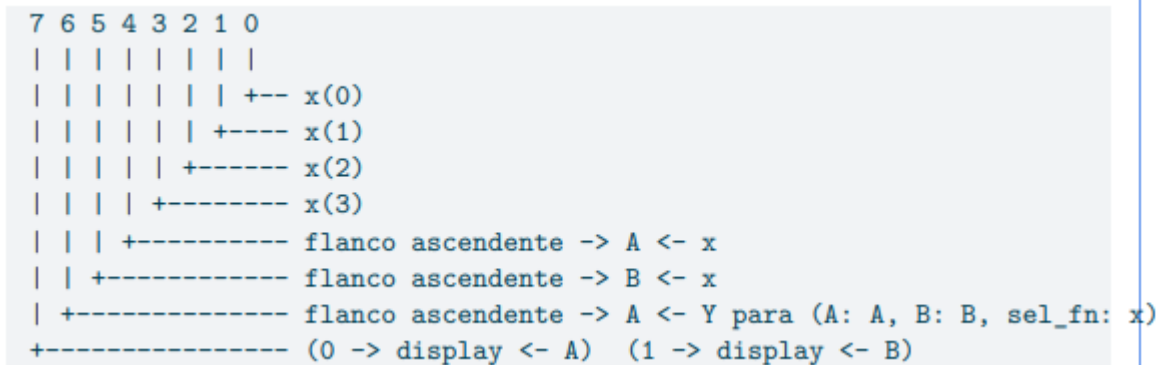 7 6 5 4 3 2 1 0
| | | | | | | |
| | | | | | | +-- x(0)
| | | | | | +---- x(1)
| | | | | +------ x(2)
| | | | +-------- x(3)
| | | +---------- flanco ascendente -> A <- x
| | +------------ flanco ascendente -> B <- x
| +-------------- flanco ascendente -> A <- Y para (A: A, B: B, sel_fn: x)
+---------------- (0 -> display <- A)  (1 -> display <- B)